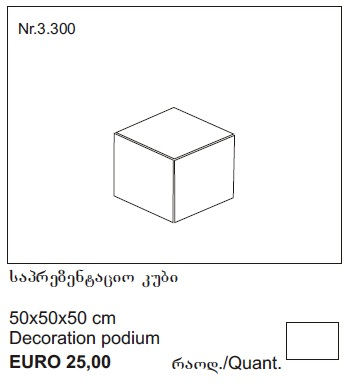 Nr.3.300
საპრეზენტაციო კუბი
50x50x50 cm
Decoration podium
EURO 25,00
რაოდ./Quant.